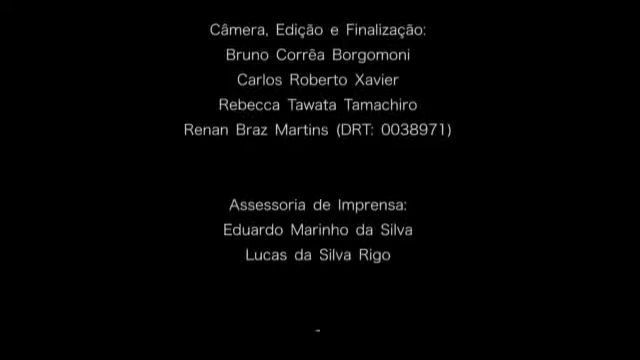 Câmera, Edição e Finalização:
Bruno Corrêa Borgomoni
Carlos Roberto Xavier
Rebecca Tawata Tamachiro
Renan Braz Martins (DRT: 0038971)
Assessoria de Imprensa:
Eduardo Marinho da Silva
Lucas da Silva Rigo